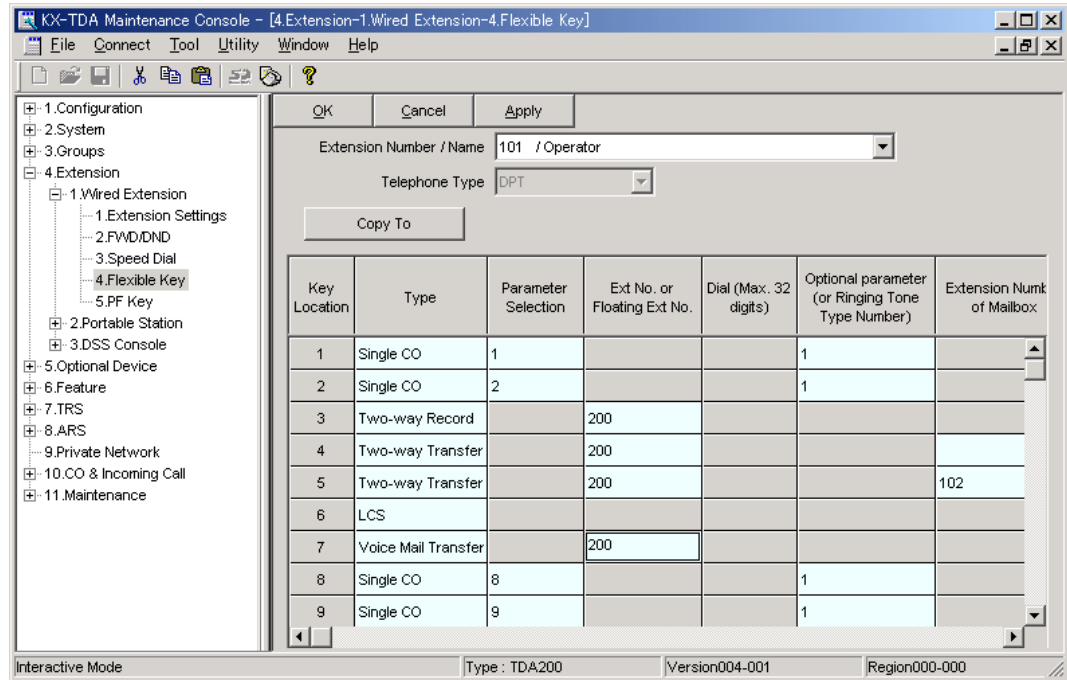 KX-TDA Maintenance Console - [4.Extension-1.Wired Extension-4.Flexible Key]
File Connect Tool Utility Window Help
1.Configuration
2.System
3.Groups
4.Extension
1.Wired Extension
1.Extension Settings
2.FWD/DND
3.Speed Dial
4.Flexible Key
5.PF Key
2.Portable Station
3.DSS Console
5.Optional Device
6.Feature
7.TRS
8.ARS
9.Private Network
10.CO & Incoming Call
11.Maintenance
OK Cancel Apply
Extension Number / Name 101 / Operator
Telephone Type DPT
Copy To
Key Location Type Parameter Selection Ext No. or Floating Ext No. Dial (Max. 32 digits) Optional parameter (or Ringing Tone Type Number) Extension Numb of Mailbox
1 Single CO 1 1
2 Single CO 2 1
3 Two-way Record 200
4 Two-way Transfer 200
5 Two-way Transfer 200 102
6 LCS
7 Voice Mail Transfer 200
8 Single CO 8 1
9 Single CO 9 1
Interactive Mode Type : TDA200 Version004-001 Region000-000